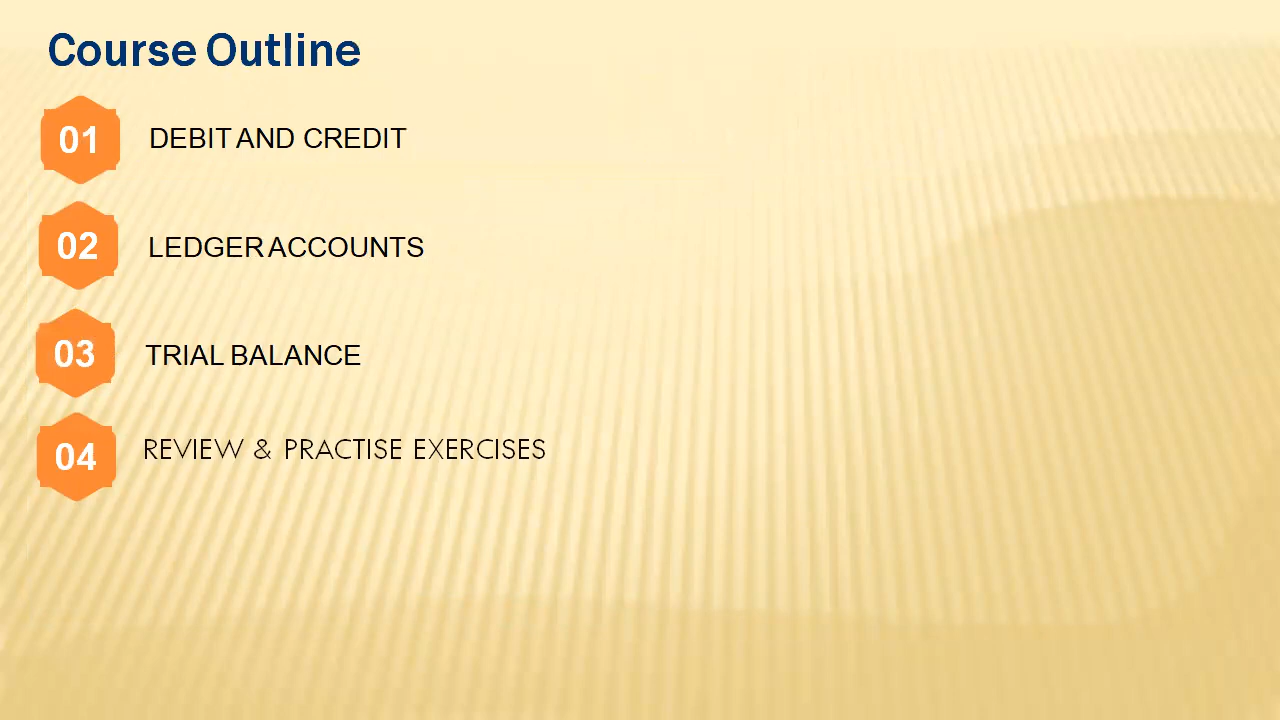 Course Outline
01 DEBIT AND CREDIT
02 LEDGER ACCOUNTS
03 TRIAL BALANCE
04 REVIEW & PRACTISE EXERCISES